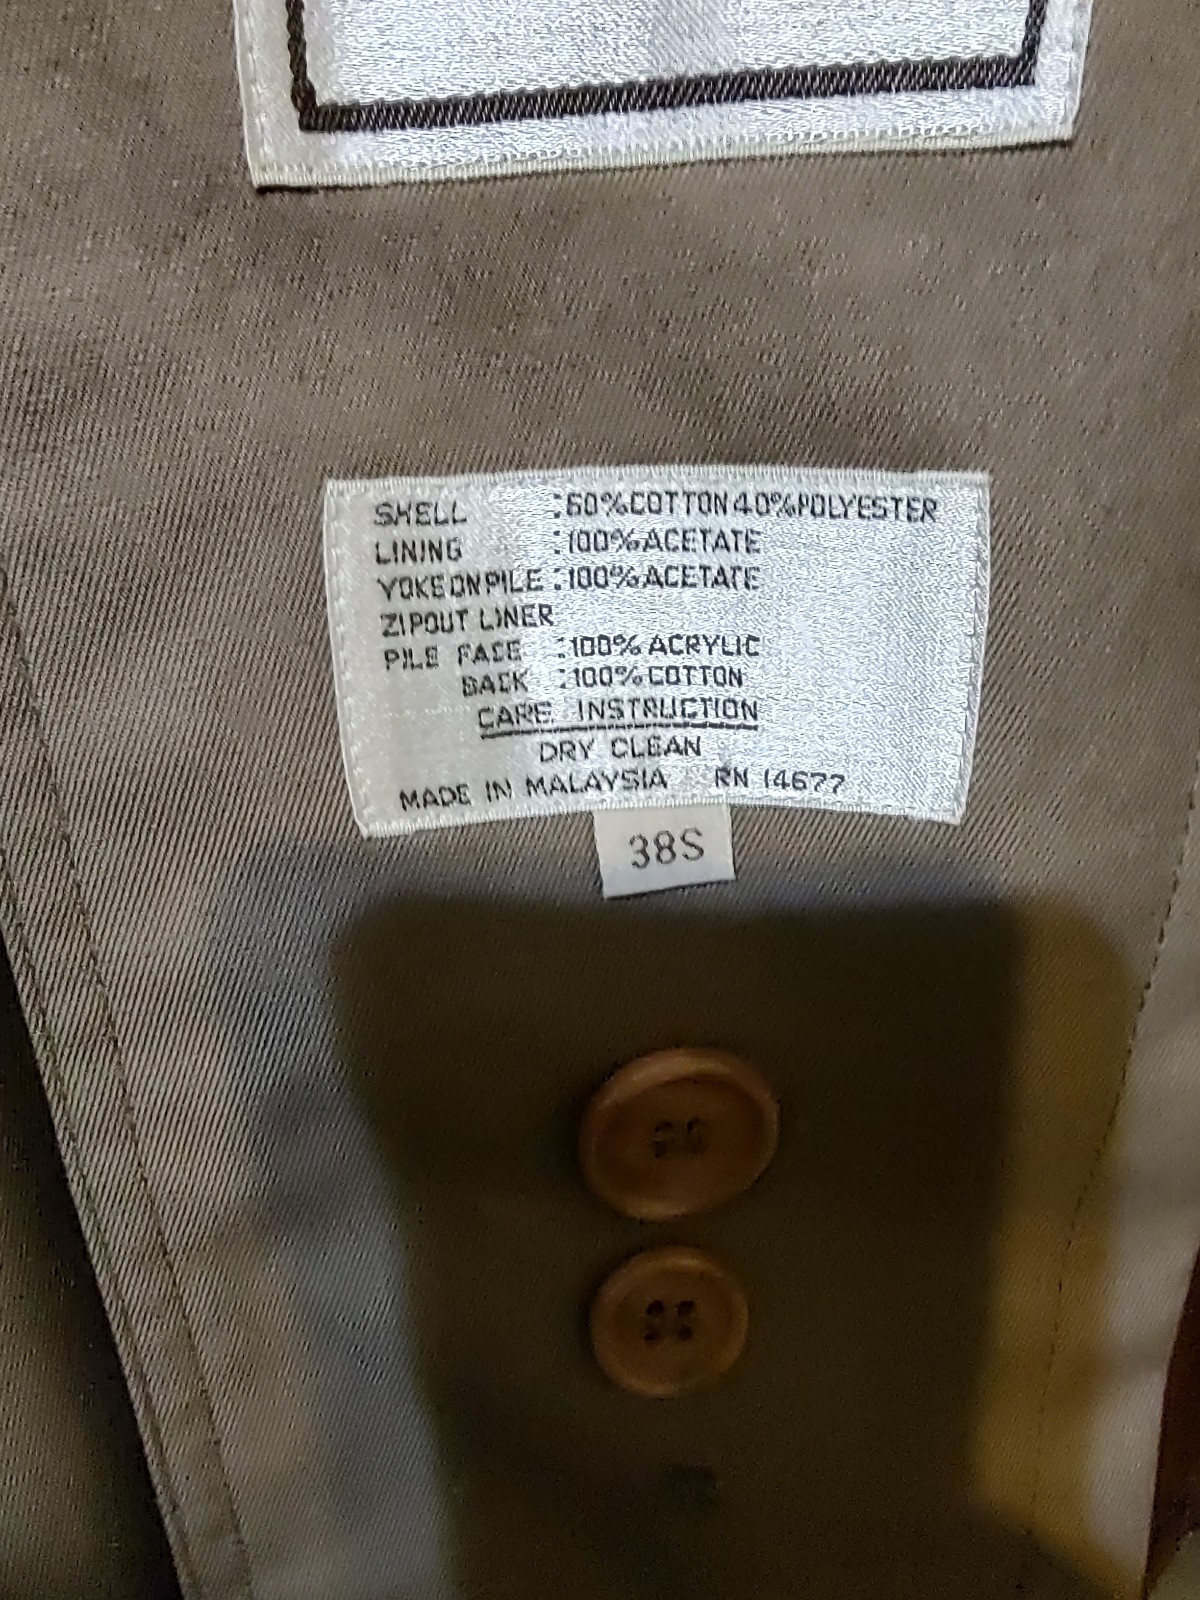 SHELL :60%COTTON 40%POLYESTER
LINING :100%ACETATE
YOKE ON PILE :100%ACETATE
ZIPOUT LINER
PILE FACE :100% ACRYLIC
BACK :100% COTTON
CARE INSTRUCTION
DRY CLEAN
MADE IN MALAYSIA RN 14677
38S